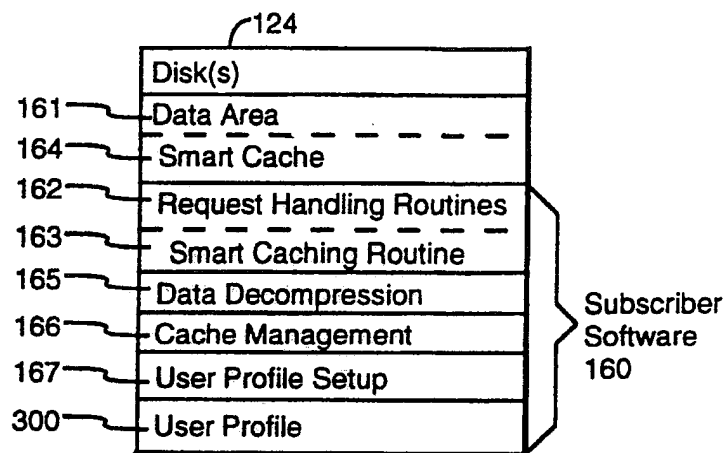 124
Disk(s)
161 Data Area
164 Smart Cache
162 Request Handling Routines
163 Smart Caching Routine
165 Data Decompression
166 Cache Management
167 User Profile Setup
300 User Profile
Subscriber
Software
160